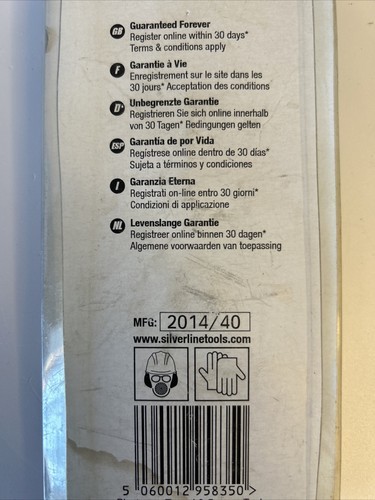 GB Guaranteed Forever
Register online within 30 days*
Terms & conditions apply
F Garantie à Vie
Enregistrement sur le site dans les
30 jours* Acceptation des conditions
D* Unbegrenzte Garantie
Registrieren Sie sich online innerhalb
von 30 Tagen* Bedingungen gelten
ESP Garantía de por Vida
Regístrese online dentro de 30 días*
Sujeta a términos y condiciones
I Garanzia Eterna
Registrati on-line entro 30 giorni*
Condizioni di applicazione
NL Levenslange Garantie
Registreer online binnen 30 dagen*
Algemene voorwaarden van toepassing
MFG: 2014/40
www.silverlinetools.com
5 060012 958350 >